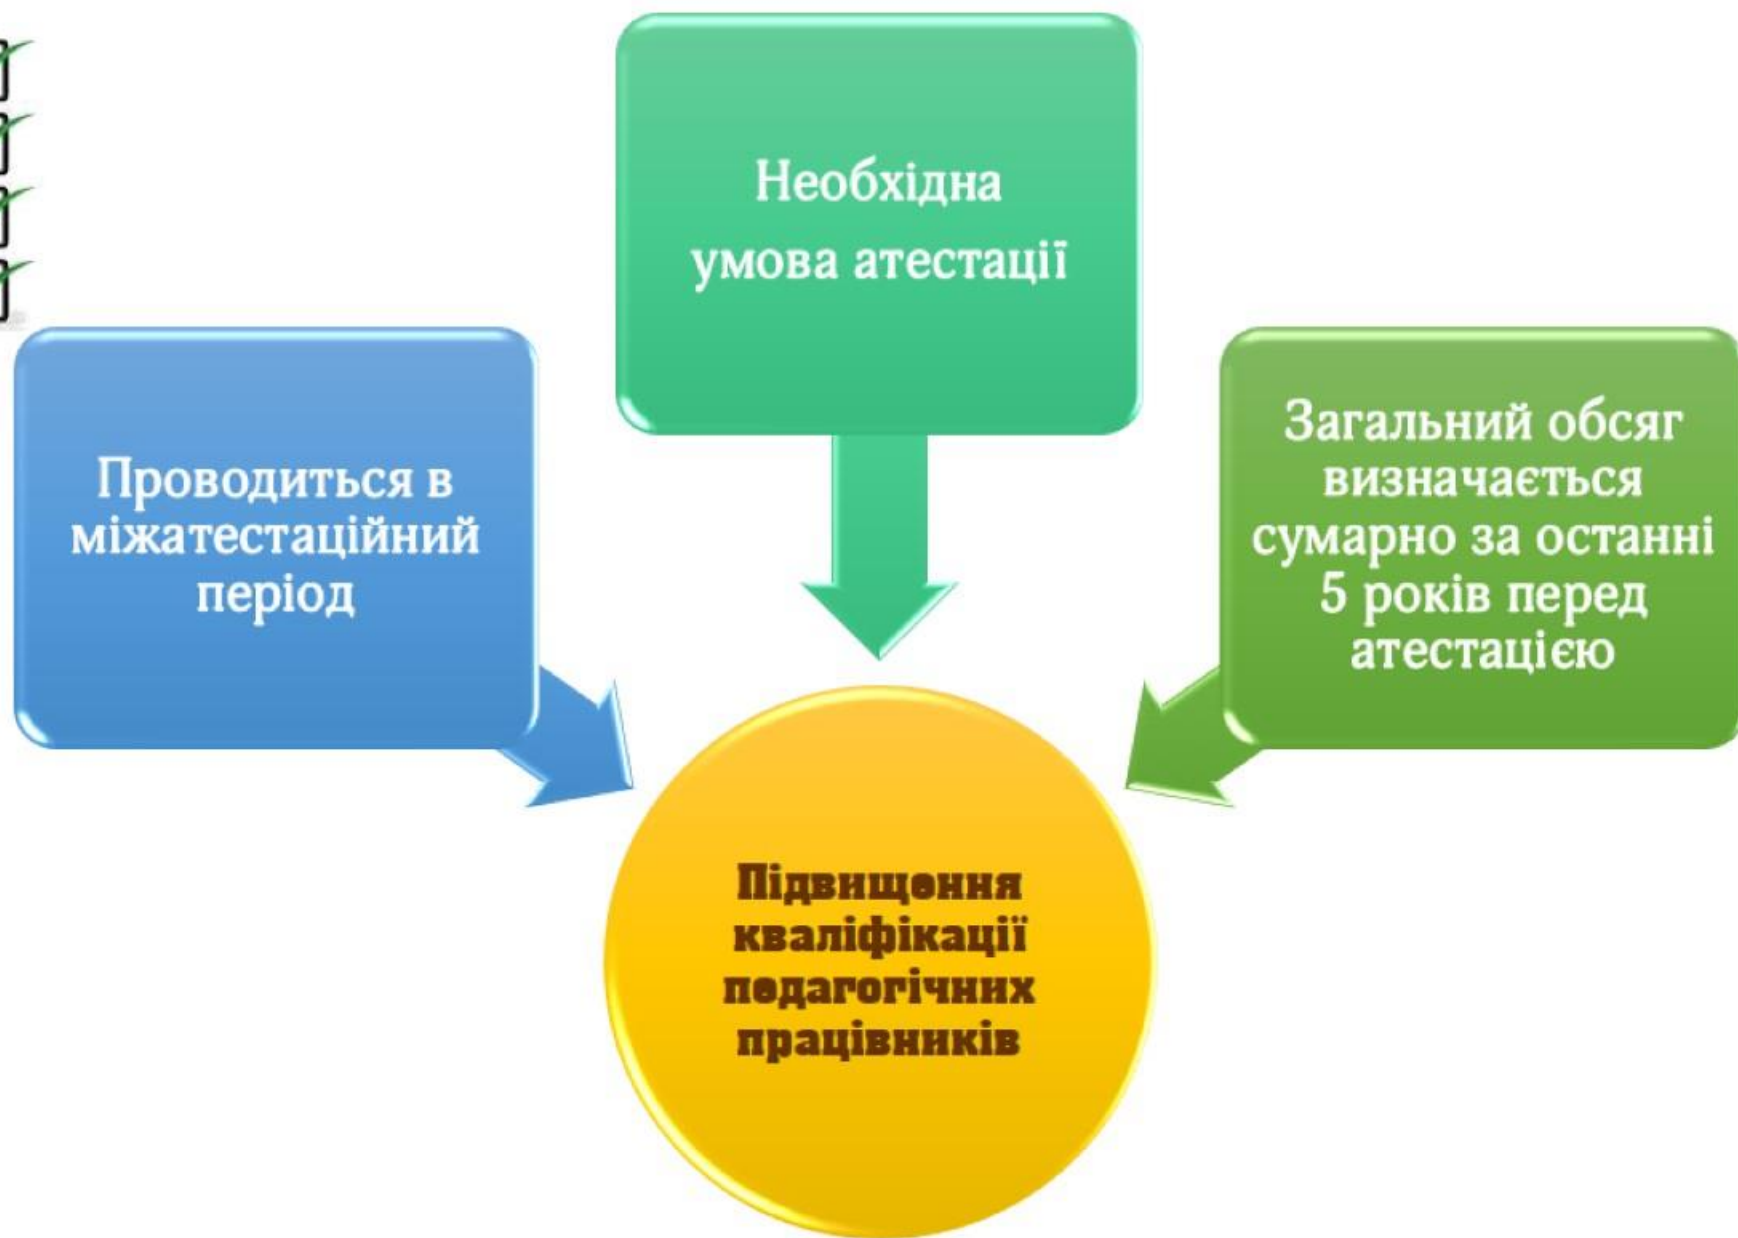 Необхідна
умова атестації
Проводиться в
міжатестаційний
період
Загальний обсяг
визначається
сумарно за останні
5 років перед
атестацією
Підвищення
кваліфікації
педагогічних
працівників